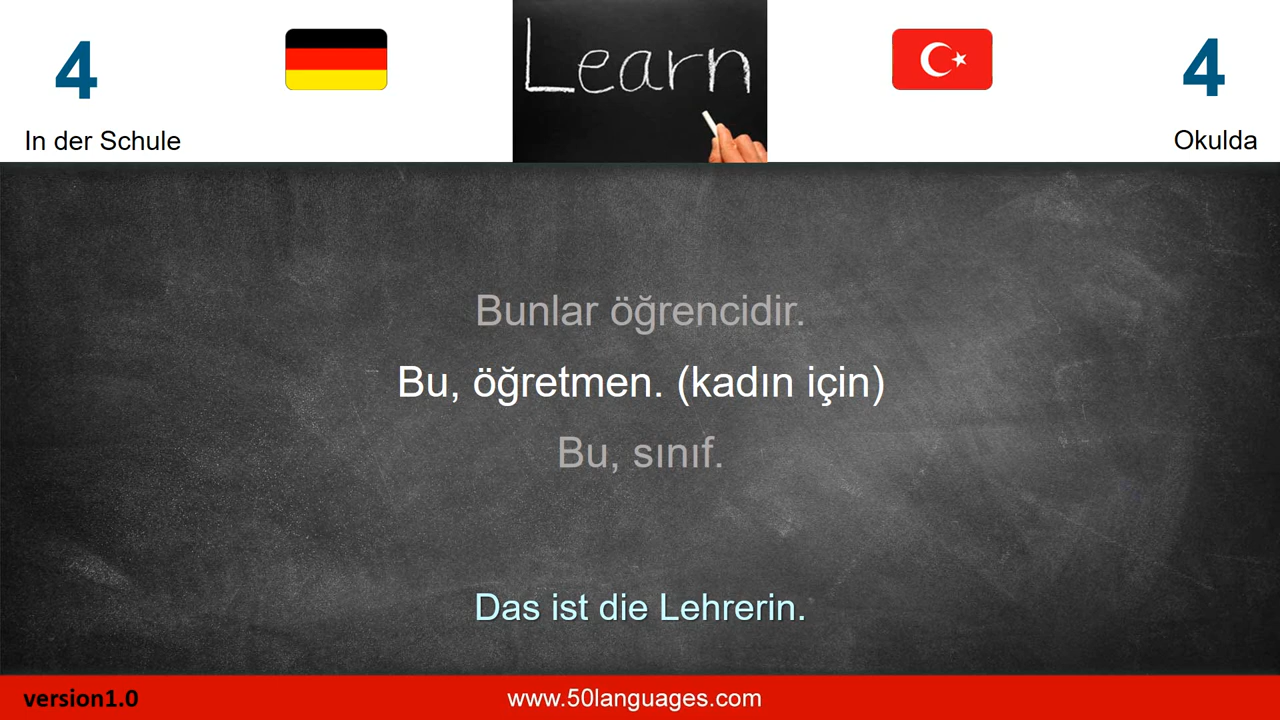 4
In der Schule
Learn
4
Okulda
Bunlar öğrencidir.
Bu, öğretmen. (kadın için)
Bu, sınıf.
Das ist die Lehrerin.
version1.0
www.50languages.com